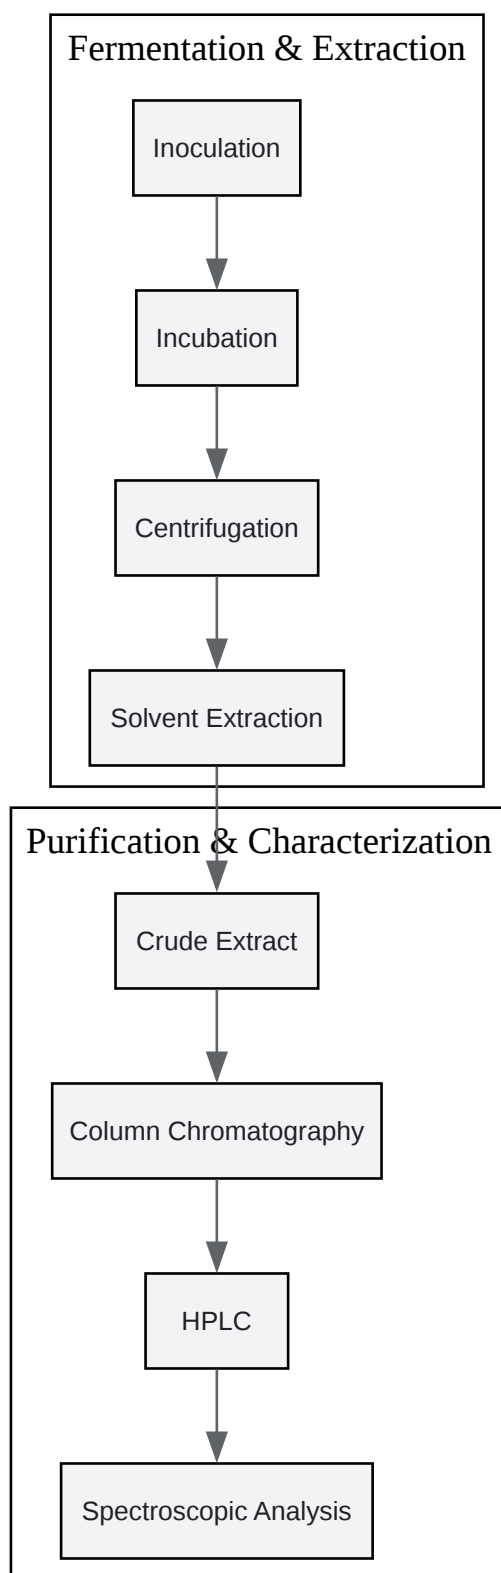 Fermentation & Extraction
Inoculation
Incubation
Centrifugation
Solvent Extraction
Purification & Characterization
Crude Extract
Column Chromatography
HPLC
Spectroscopic Analysis